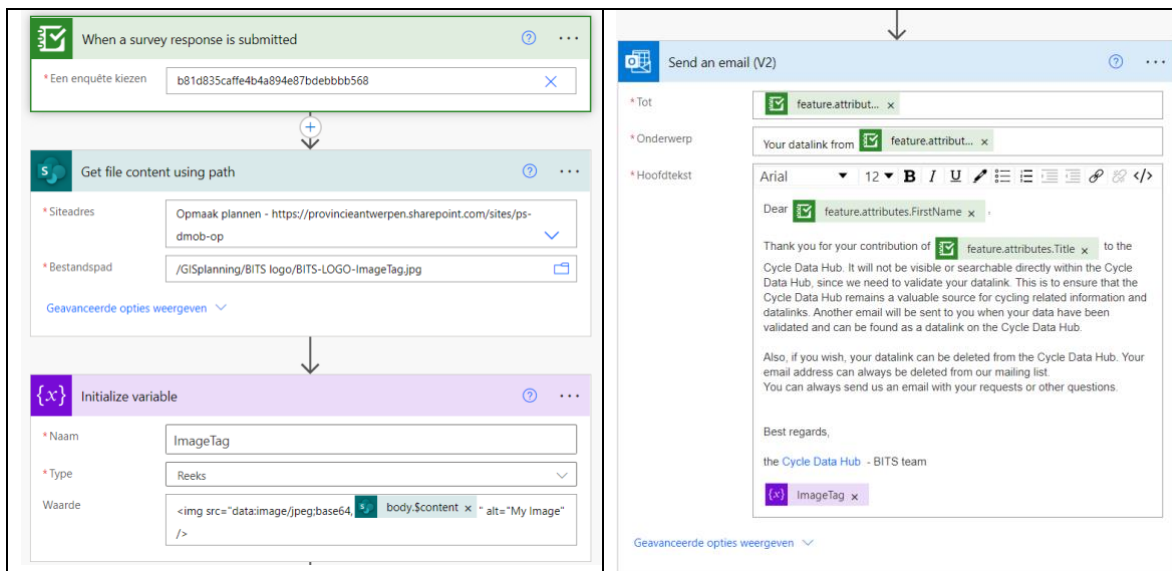 When a survey response is submitted
* Een enquête kiezen
b81d835caffe4b4a894e87bdebbbb568
Get file content using path
* Siteadres
Opmaak plannen - https://provincieantwerpen.sharepoint.com/sites/ps-
dmob-op
* Bestandspad
/GISplanning/BITS logo/BITS-LOGO-ImageTag.jpg
Geavanceerde opties weergeven
{x} Initialize variable
* Naam
ImageTag
* Type
Reeks
Waarde
<img src="data:image/jpeg;base64, body.$content × " alt="My Image"
/>
Send an email (V2)
* Tot
feature.attribut... ×
* Onderwerp
Your datalink from feature.attribut... ×
* Hoofdtekst
Arial 12 B I U </>
Dear feature.attributes.FirstName × ,
Thank you for your contribution of feature.attributes.Title × to the
Cycle Data Hub. It will not be visible or searchable directly within the Cycle
Data Hub, since we need to validate your datalink. This is to ensure that the
Cycle Data Hub remains a valuable source for cycling related information and
datalinks. Another email will be sent to you when your data have been
validated and can be found as a datalink on the Cycle Data Hub.
Also, if you wish, your datalink can be deleted from the Cycle Data Hub. Your
email address can always be deleted from our mailing list.
You can always send us an email with your requests or other questions.
Best regards,
the Cycle Data Hub - BITS team
{x} ImageTag ×
Geavanceerde opties weergeven